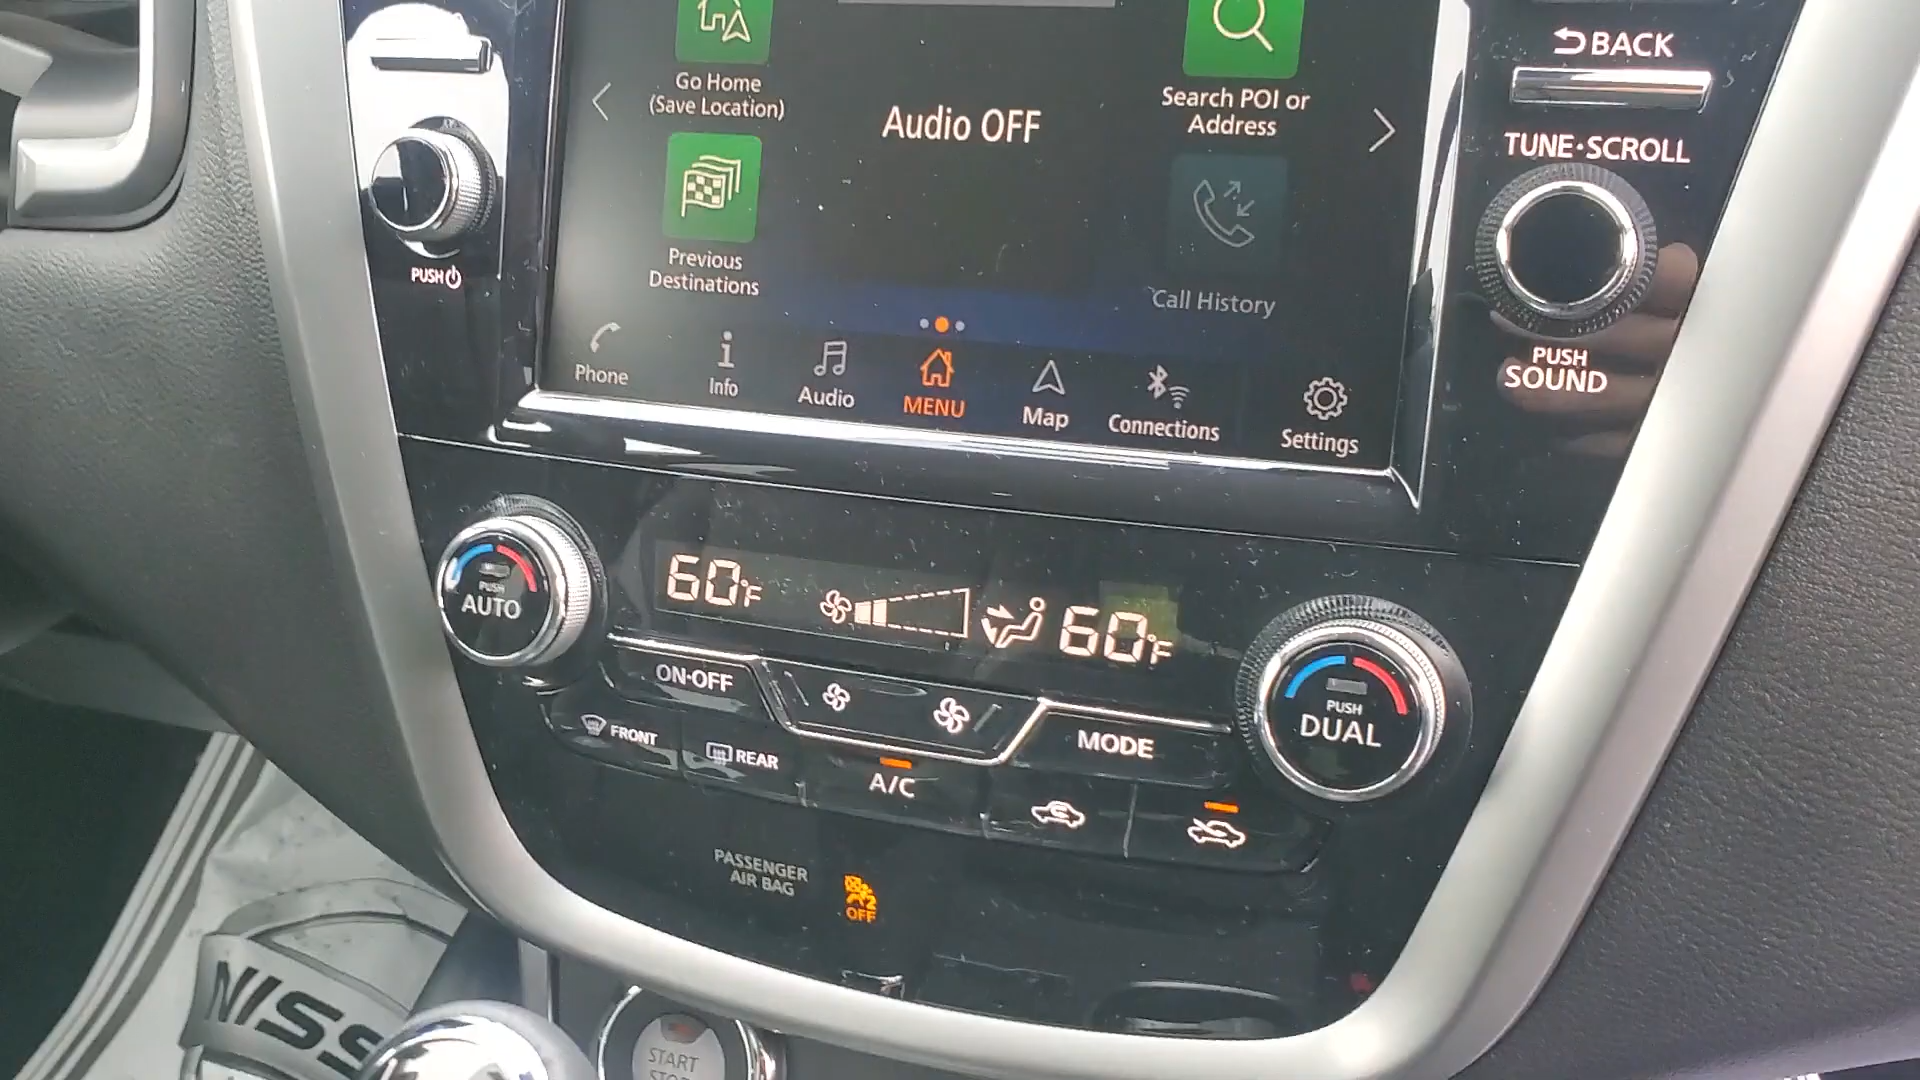 BACK
Go Home
(Save Location)
Search POI or
Address
Audio OFF
TUNE·SCROLL
Previous
Destinations
PUSH
Call History
PUSH
SOUND
Phone
Info
Audio
MENU
Map
Connections
Settings
PUSH
AUTO
60°F
60°F
ON·OFF
MODE
PUSH
DUAL
FRONT
REAR
A/C
PASSENGER
AIR BAG
2
OFF
NISS
START